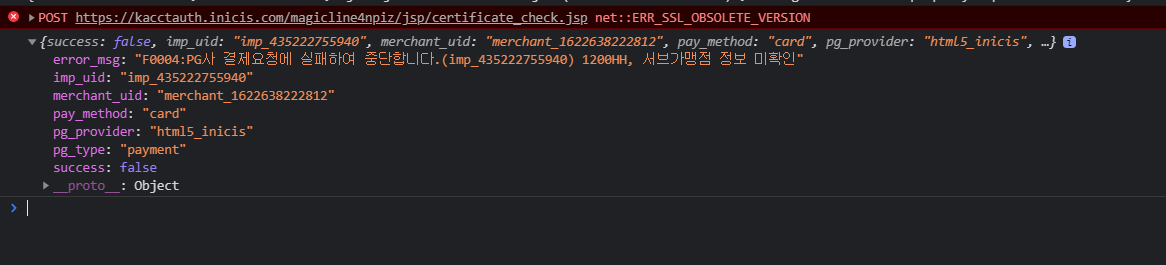 POST https://kacctauth.inicis.com/magicline4npiz/jsp/certificate_check.jsp net::ERR_SSL_OBSOLETE_VERSION
{success: false, imp_uid: "imp_435222755940", merchant_uid: "merchant_1622638222812", pay_method: "card", pg_provider: "html5_inicis", …}
error_msg: "F0004:PG사 결제요청에 실패하여 중단합니다.(imp_435222755940) 1200HH, 서브가맹점 정보 미확인"
imp_uid: "imp_435222755940"
merchant_uid: "merchant_1622638222812"
pay_method: "card"
pg_provider: "html5_inicis"
pg_type: "payment"
success: false
__proto__: Object